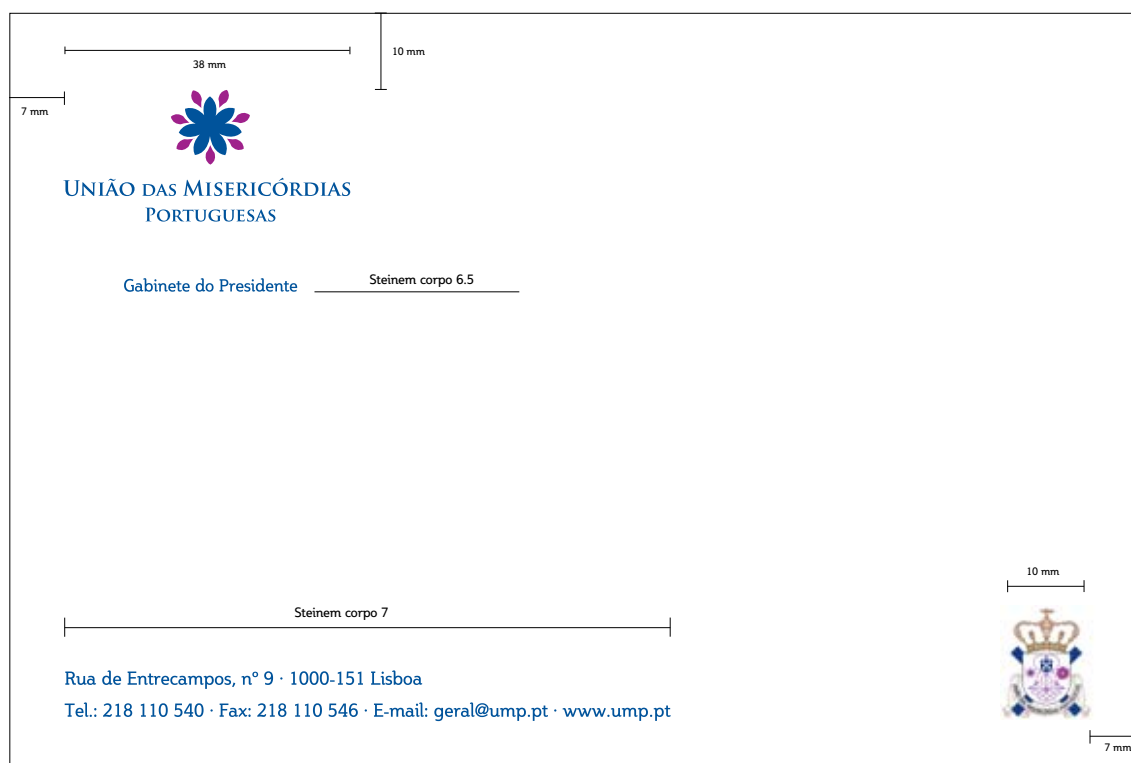 10 mm
38 mm
7 mm
UNIÃO DAS MISERICÓRDIAS
PORTUGUESAS
Gabinete do Presidente
Steinem corpo 6.5
10 mm
Steinem corpo 7
Rua de Entrecampos, nº 9 · 1000-151 Lisboa
Tel.: 218 110 540 · Fax: 218 110 546 · E-mail: geral@ump.pt · www.ump.pt
7 mm